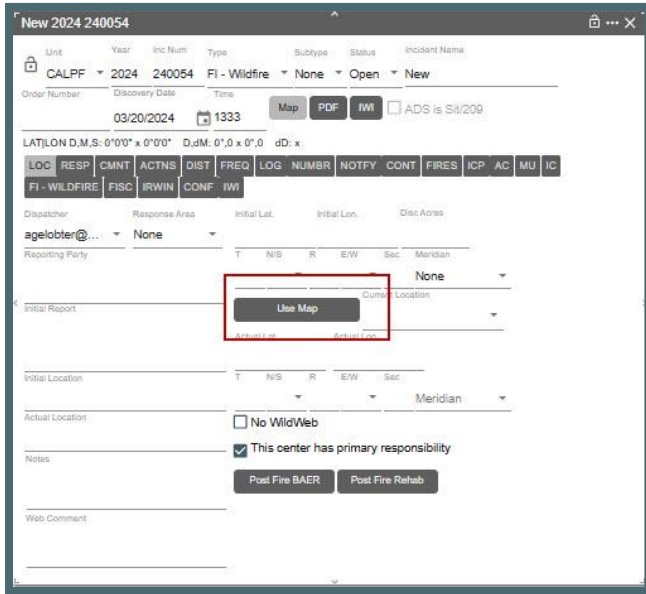 New 2024 240054
Unit Year Inc Num Type Subtype Status Incident Name
CALPF 2024 240054 FI - Wildfire None Open New
Order Number Discovery Date Time
03/20/2024 1333 Map PDF IWI ADS is Sit/209
LAT|LON D,M,S: 0°0'0" x 0°0'0" D,dM: 0°,0 x 0°,0 dD: x
LOC RESP CMNT ACTNS DIST FREQ LOG NUMBR NOTFY CONT FIRES ICP AC MU IC
FI - WILDFIRE FISC IRWIN CONF IWI
Dispatcher Response Area Initial Lat. Initial Lon. Disc Acres
agelobter@... None
Reporting Party T N/S R E/W Sec. Meridian
None
Current Location
Initial Report Use Map
Actual Lat. Actual Lon.
Initial Location T N/S R E/W Sec
Meridian
Actual Location No WildWeb
This center has primary responsibility
Notes
Post Fire BAER Post Fire Rehab
Web Comment